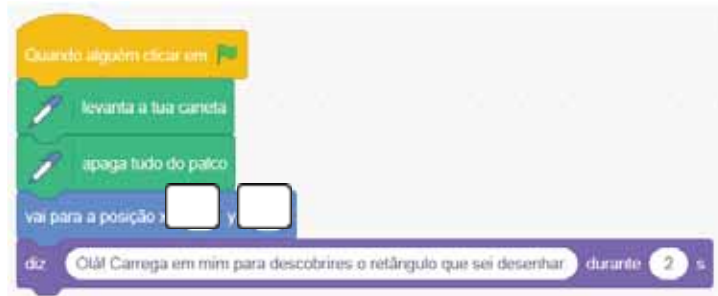 Quando alguém clicar em
levanta a tua caneta
apaga tudo do palco
vai para a posição x y
diz Olá! Carrega em mim para descobrires o retângulo que sei desenhar durante 2 s